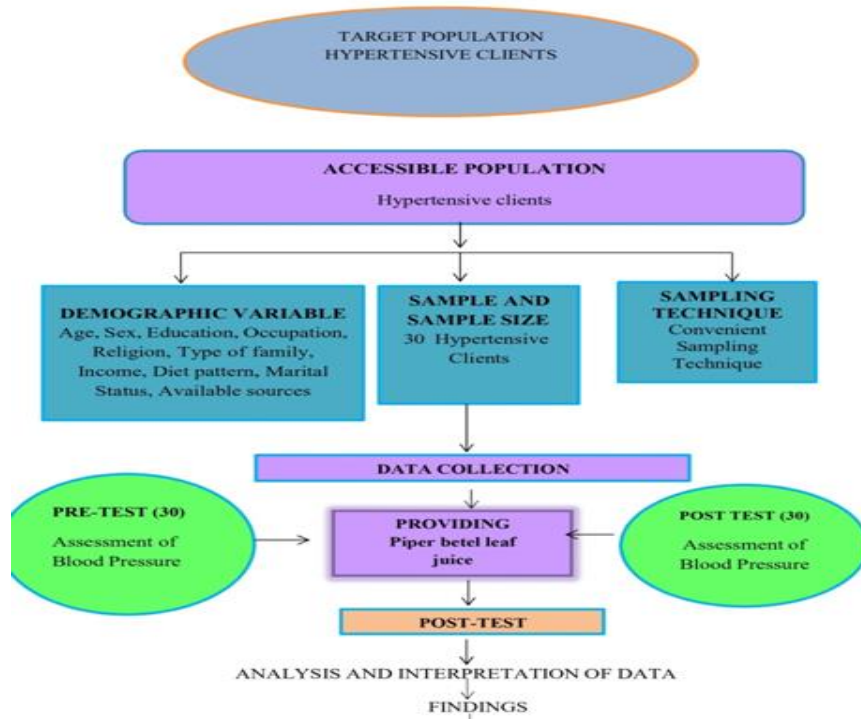 TARGET POPULATION
HYPERTENSIVE CLIENTS
ACCESSIBLE POPULATION
Hypertensive clients
DEMOGRAPHIC VARIABLE
Age, Sex, Education, Occupation,
Religion, Type of family,
Income, Diet pattern, Marital
Status, Available sources
SAMPLE AND
SAMPLE SIZE
30 Hypertensive
Clients
SAMPLING
TECHNIQUE
Convenient
Sampling
Technique
DATA COLLECTION
PRE-TEST (30)
Assessment of
Blood Pressure
PROVIDING
Piper betel leaf
juice
POST TEST (30)
Assessment of
Blood Pressure
POST-TEST
ANALYSIS AND INTERPRETATION OF DATA
FINDINGS